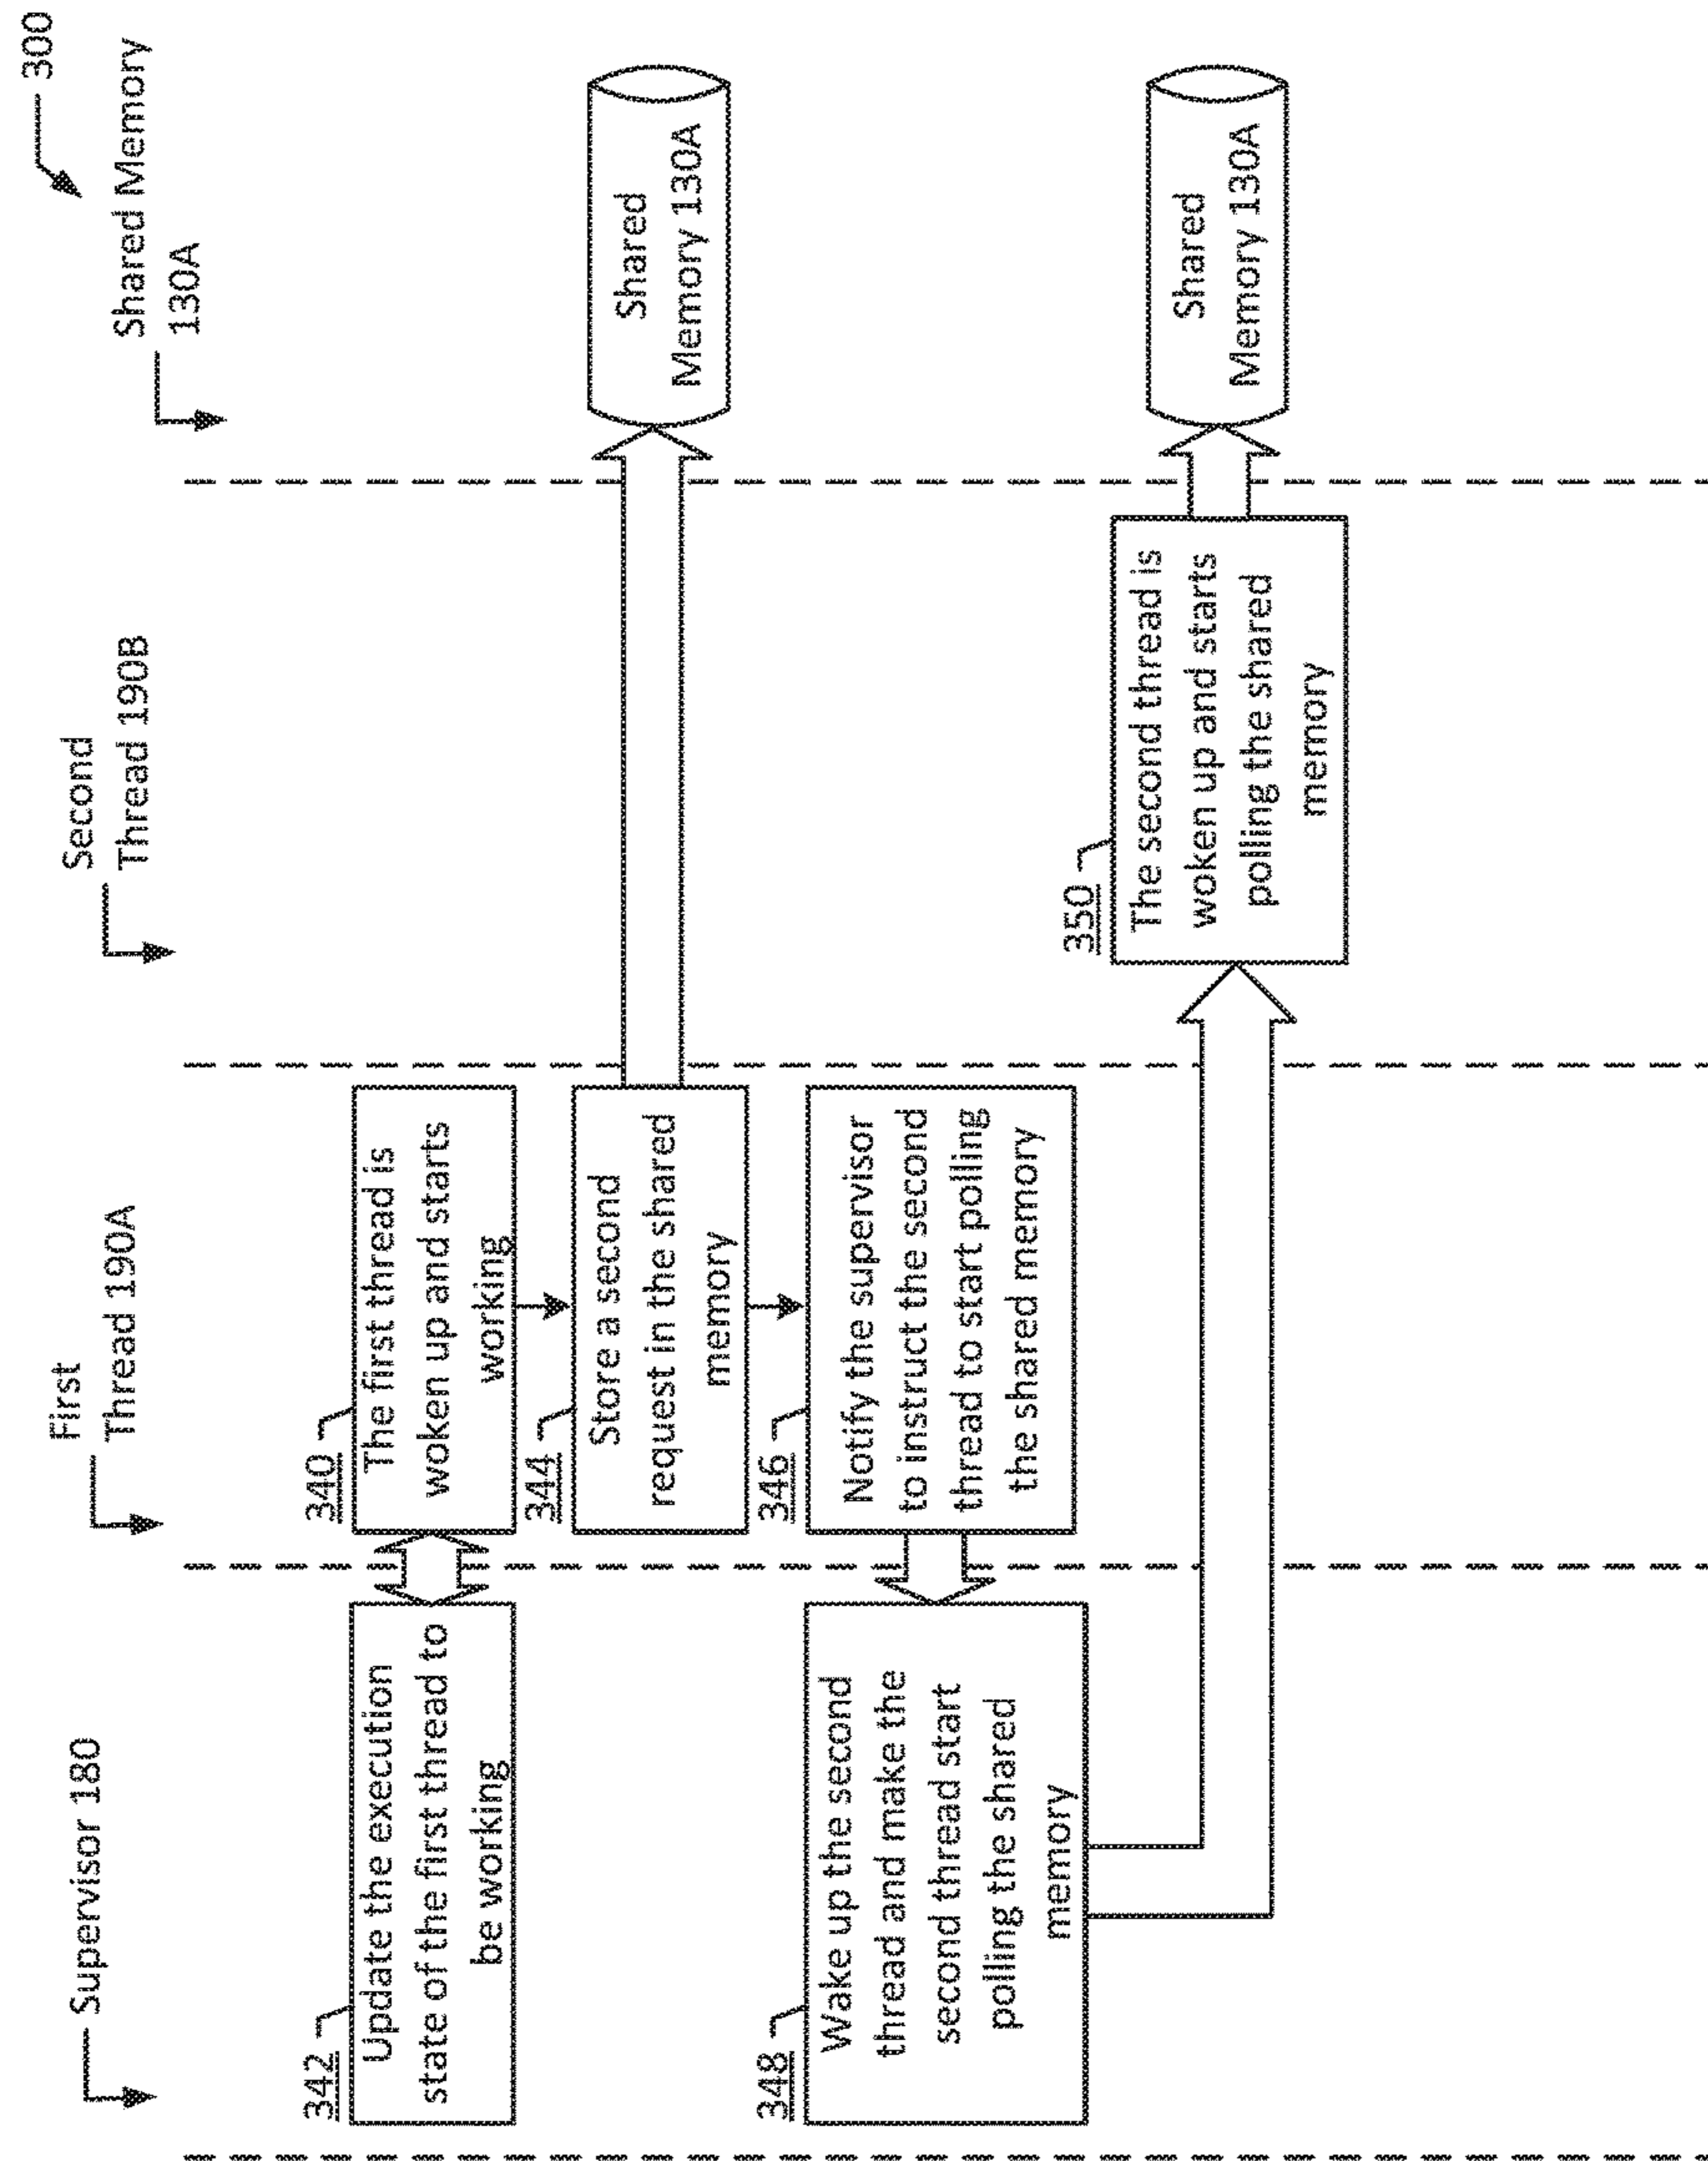 300
Supervisor 180
First
Thread 190A
Second
Thread 190B
Shared Memory
130A
342
Update the execution
state of the first thread to
be working
340
The first thread is
woken up and starts
working
344
Store a second
request in the shared
memory
Shared
Memory 130A
346
Notify the supervisor
to instruct the second
thread to start polling
the shared memory
348
Wake up the second
thread and make the
second thread start
polling the shared
memory
350
The second thread is
woken up and starts
polling the shared
memory
Shared
Memory 130A